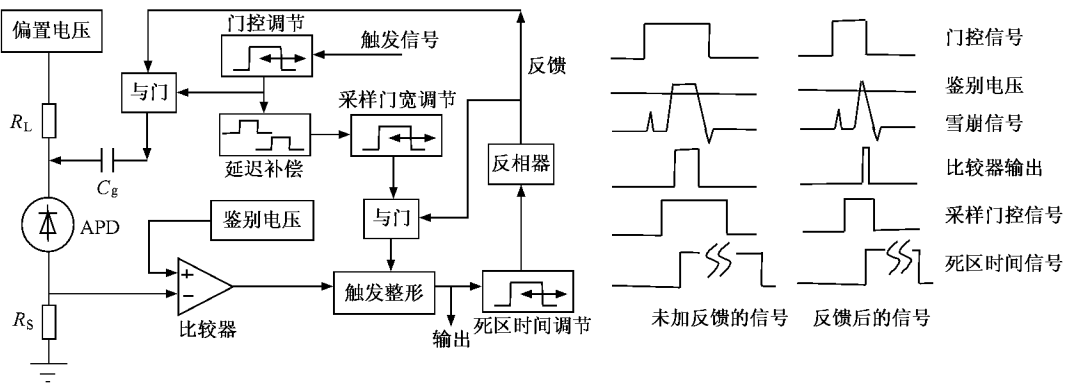 偏置电压
门控调节
触发信号
反馈
与门
采样门宽调节
R_L
延迟补偿
反相器
C_g
APD
鉴别电压
与门
+
−
R_S
比较器
触发整形
输出
死区时间调节
门控信号
鉴别电压
雪崩信号
比较器输出
采样门控信号
死区时间信号
未加反馈的信号
反馈后的信号